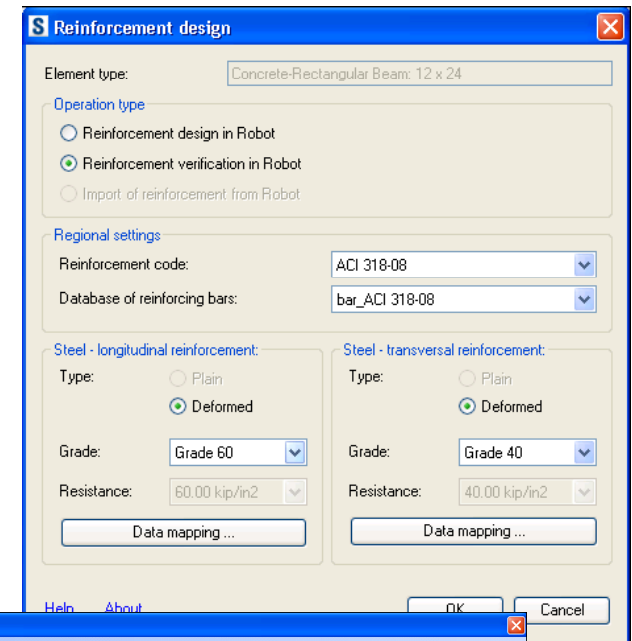 S Reinforcement design
Element type: Concrete-Rectangular Beam: 12 x 24
Operation type
Reinforcement design in Robot
Reinforcement verification in Robot
Import of reinforcement from Robot
Regional settings
Reinforcement code: ACI 318-08
Database of reinforcing bars: bar_ACI 318-08
Steel - longitudinal reinforcement: Steel - transversal reinforcement:
Type: Plain Type: Plain
Deformed Deformed
Grade: Grade 60 Grade: Grade 40
Resistance: 60.00 kip/in2 Resistance: 40.00 kip/in2
Data mapping ... Data mapping ...
Help About OK Cancel